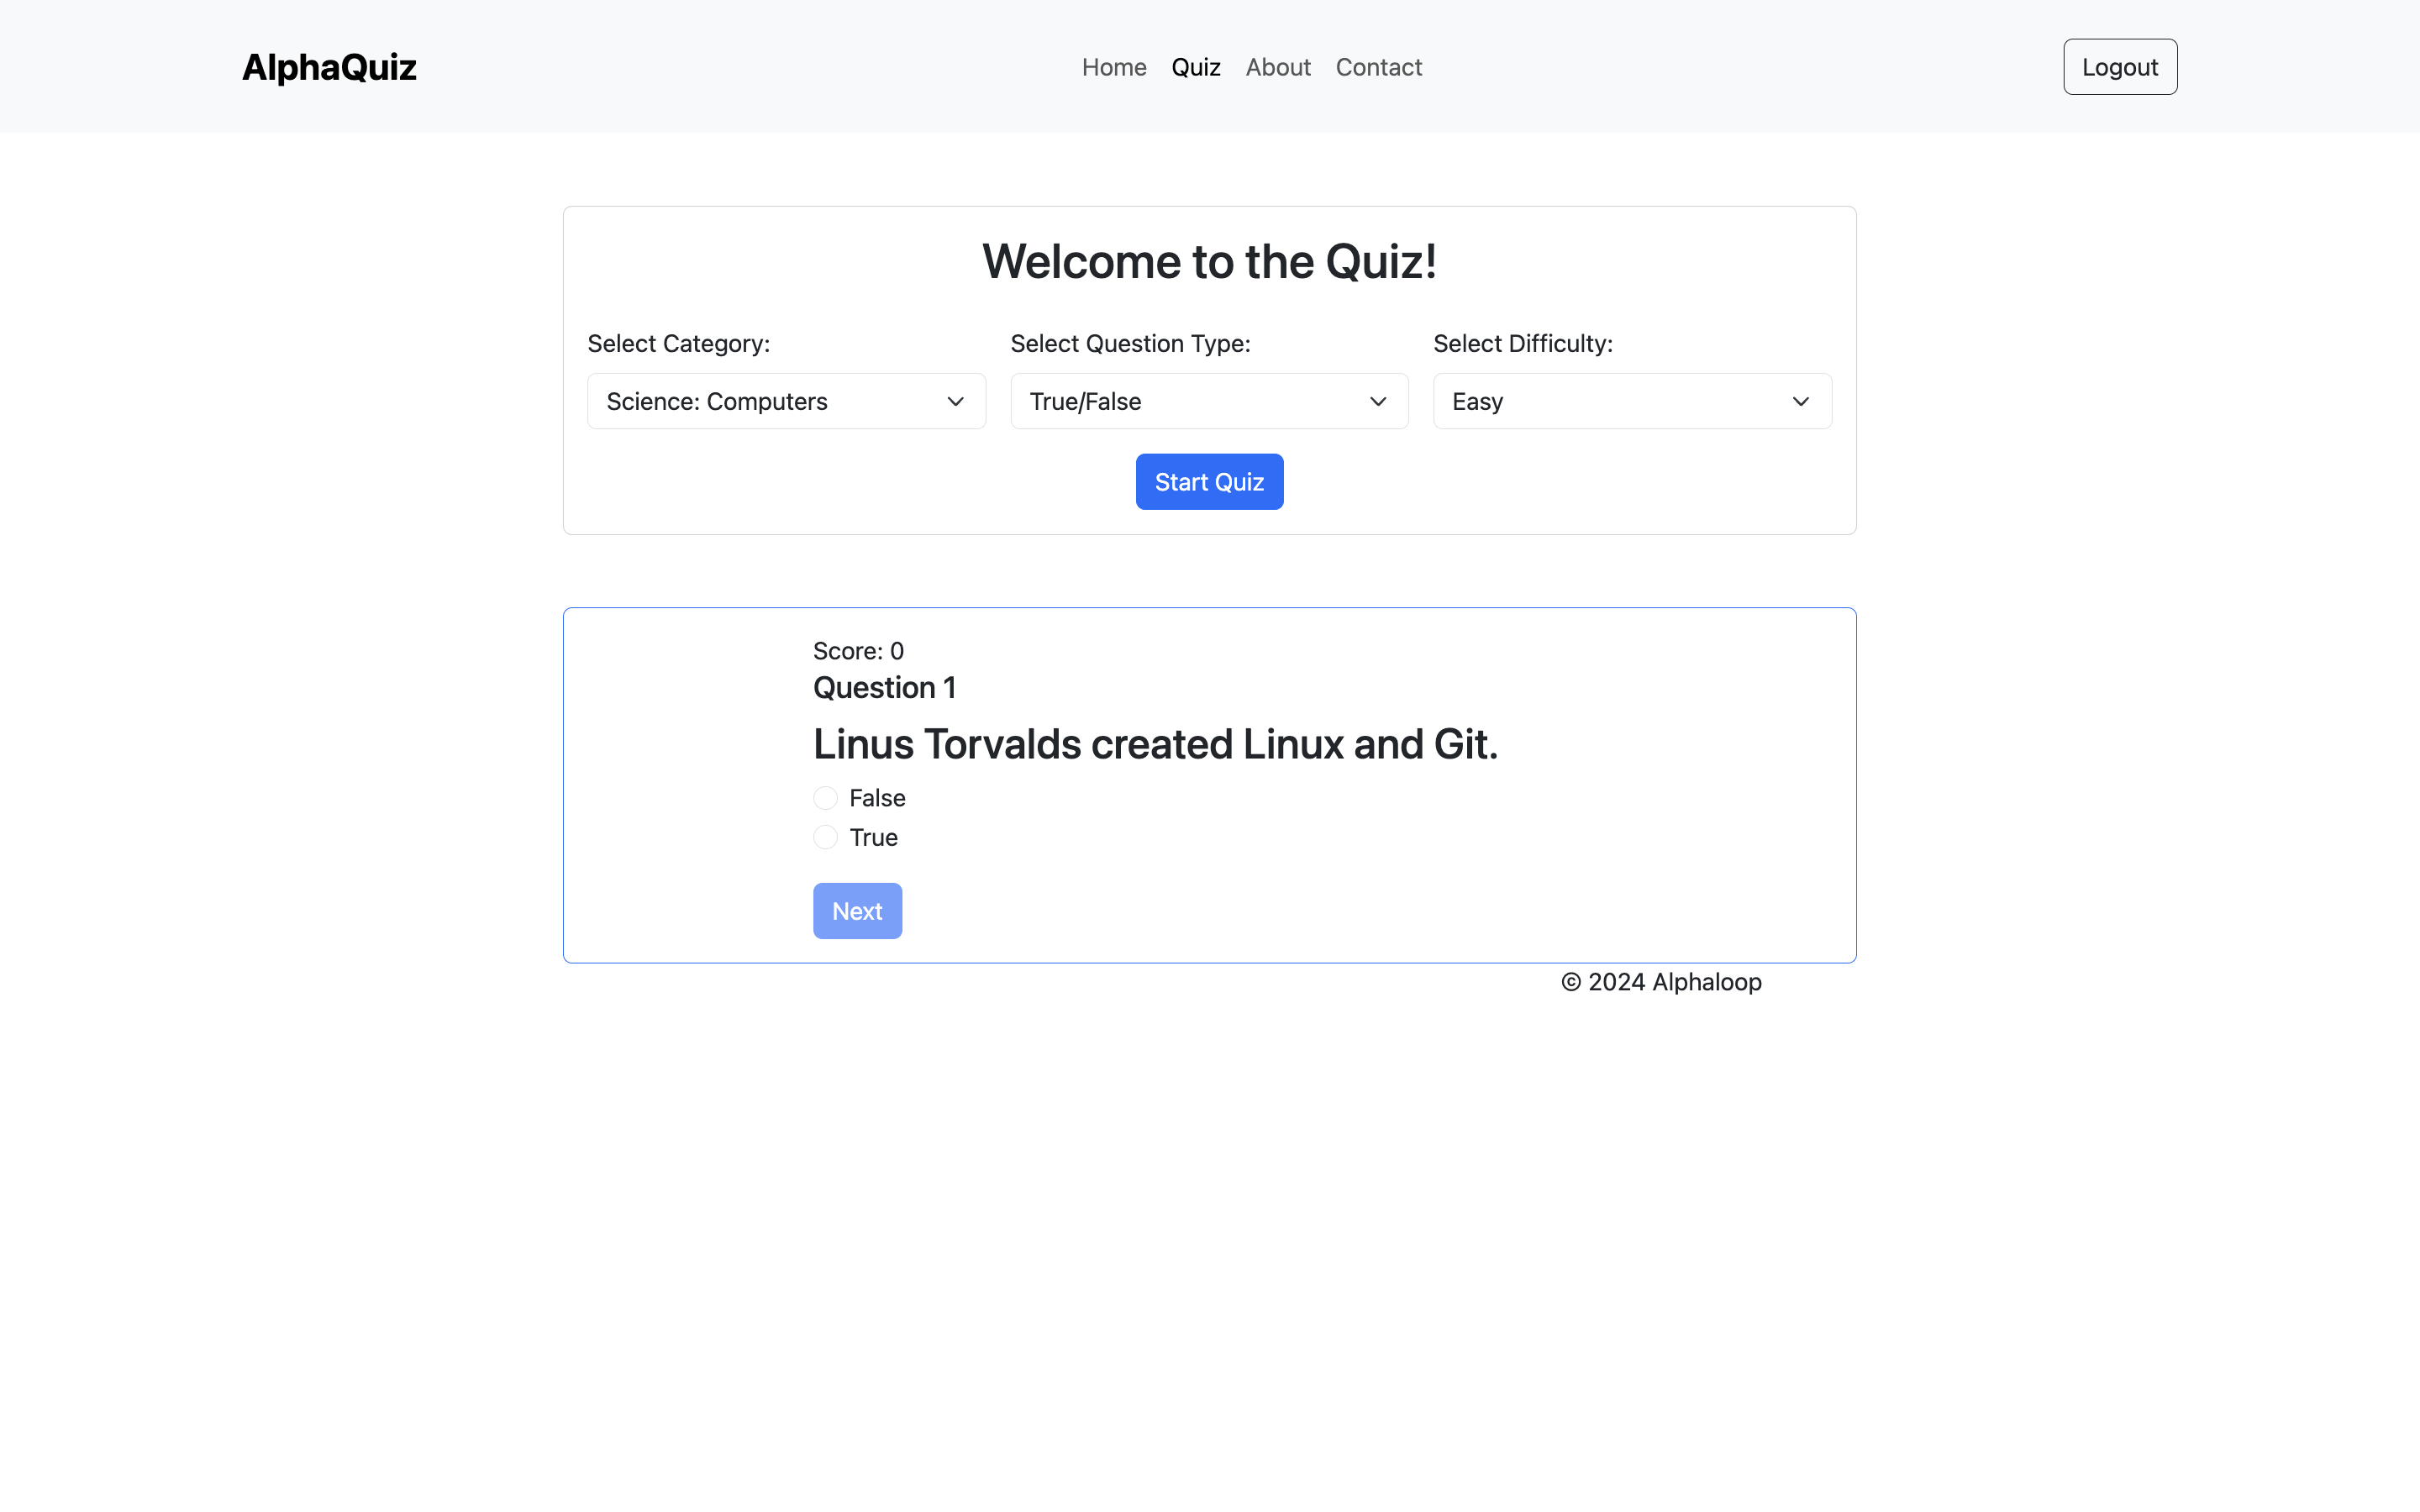 AlphaQuiz Home Quiz About Contact Logout
Welcome to the Quiz!
Select Category: Select Question Type: Select Difficulty:
Science: Computers True/False Easy
Start Quiz
Score: 0
Question 1
Linus Torvalds created Linux and Git.
False
True
Next
© 2024 Alphaloop